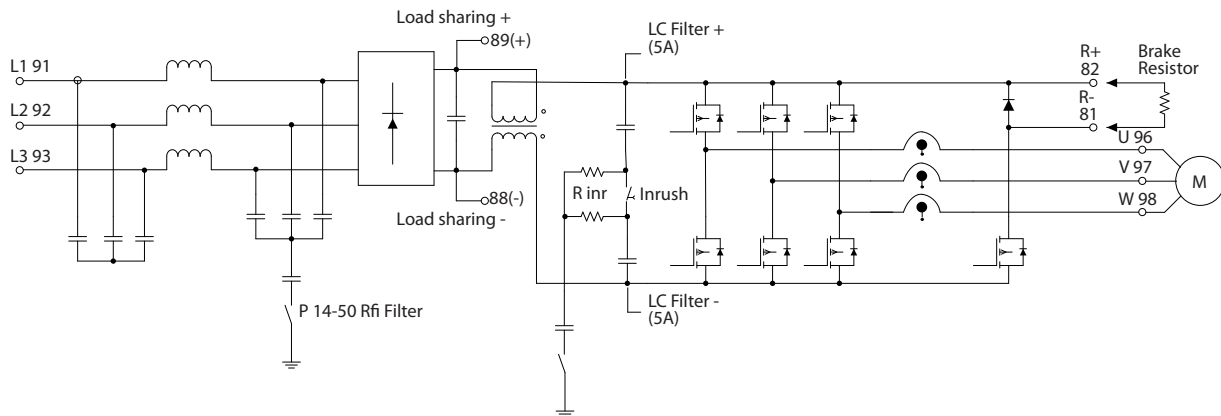 Load sharing +
89(+)
LC Filter +
(5A)
R+
82
Brake
Resistor
L1 91
R-
81
L2 92
U 96
L3 93
V 97
M
R inr
Inrush
88(-)
W 98
Load sharing -
P 14-50 Rfi Filter
LC Filter -
(5A)